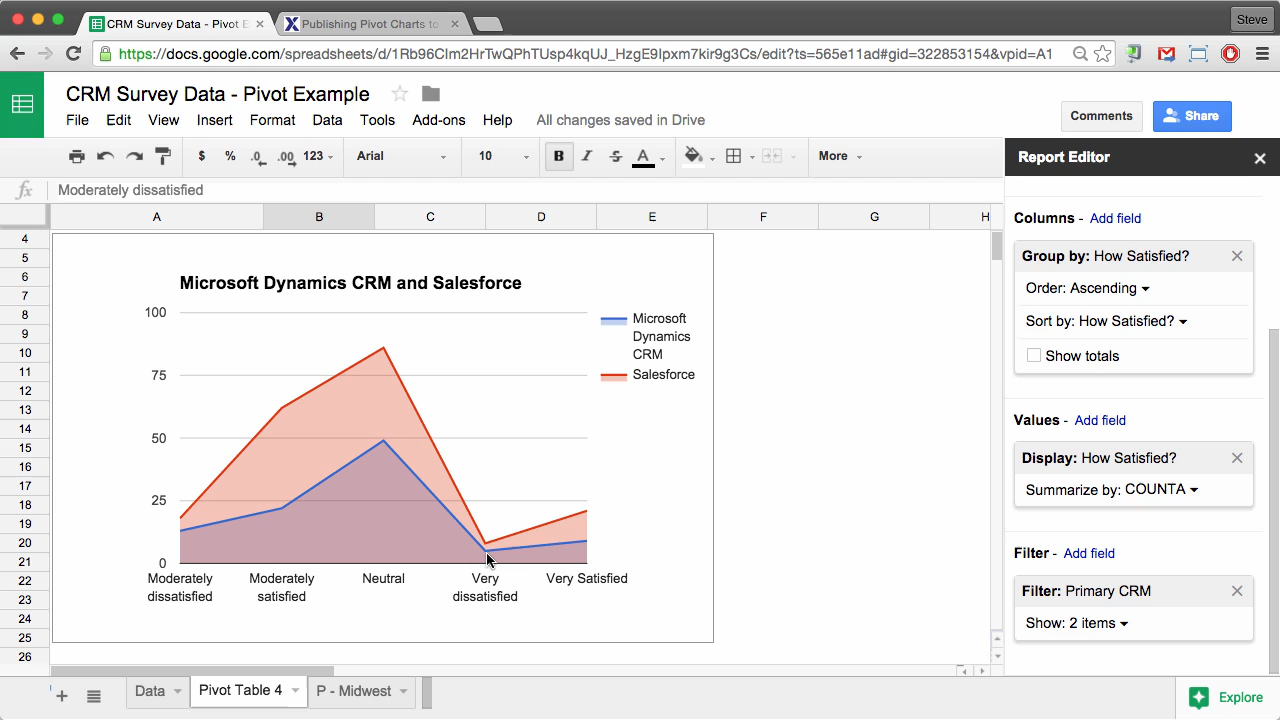 CRM Survey Data - Pivot E
Publishing Pivot Charts to
Steve
https://docs.google.com/spreadsheets/d/1Rb96CIm2HrTwQPhTUsp4kqUJ_HzgE9Ipxm7kir9g3Cs/edit?ts=565e11ad#gid=322853154&vpid=A1
CRM Survey Data - Pivot Example
File Edit View Insert Format Data Tools Add-ons Help All changes saved in Drive
Comments
Share
$ % .0 .00 123 Arial 10 B I S A More
fx Moderately dissatisfied
A B C D E F G H
4
5
6
7
8
9
10
11
12
13
14
15
16
17
18
19
20
21
22
23
24
25
26
Microsoft Dynamics CRM and Salesforce
100
75
50
25
0
Moderately dissatisfied
Moderately satisfied
Neutral
Very dissatisfied
Very Satisfied
Microsoft
Dynamics
CRM
Salesforce
Report Editor
Columns - Add field
Group by: How Satisfied?
Order: Ascending
Sort by: How Satisfied?
Show totals
Values - Add field
Display: How Satisfied?
Summarize by: COUNTA
Filter - Add field
Filter: Primary CRM
Show: 2 items
Data
Pivot Table 4
P - Midwest
Explore